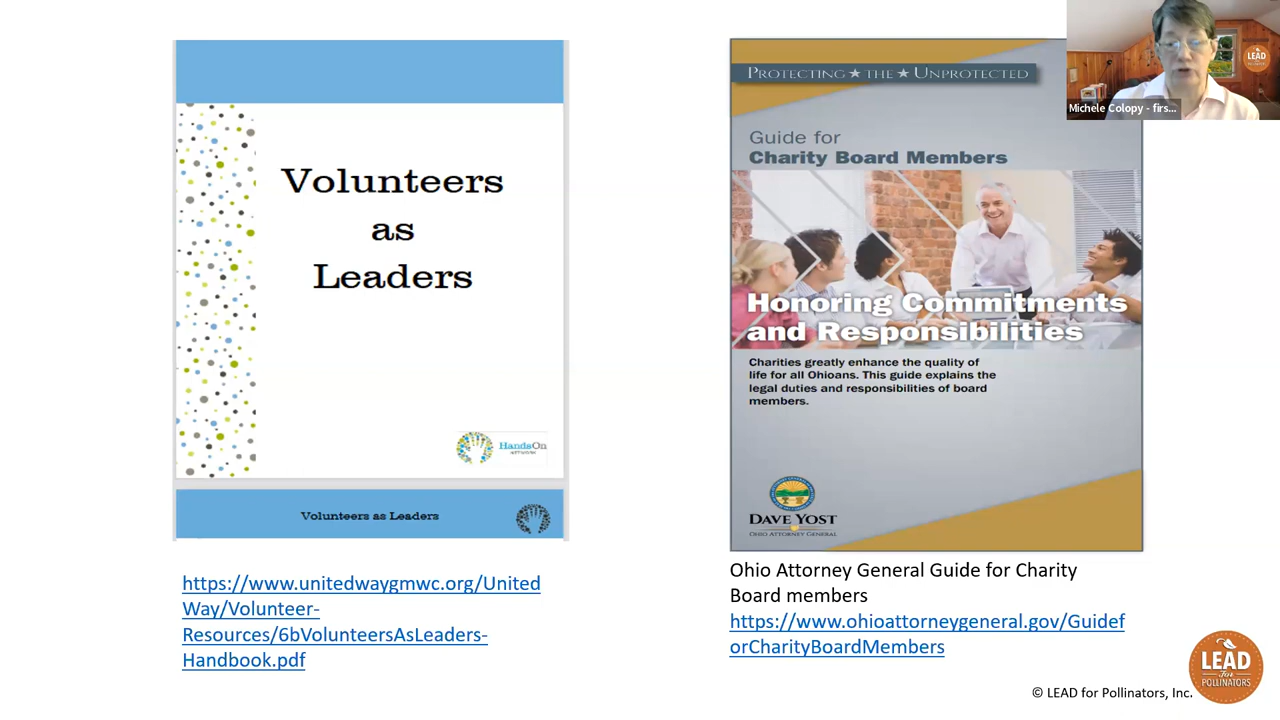 Volunteers
as
Leaders
HandsOn
Volunteers as Leaders
https://www.unitedwaygmwc.org/United
Way/Volunteer-
Resources/6bVolunteersAsLeaders-
Handbook.pdf
PROTECTING ★ THE ★ UNPROTECTED
Guide for
Charity Board Members
Honoring Commitments
and Responsibilities
Charities greatly enhance the quality of
life for all Ohioans. This guide explains the
legal duties and responsibilities of board
members.
DAVE YOST
OHIO ATTORNEY GENERAL
Ohio Attorney General Guide for Charity
Board members
https://www.ohioattorneygeneral.gov/Guidef
orCharityBoardMembers
LEAD
Michele Colopy - firs...
© LEAD for Pollinators, Inc.
LEAD
for
POLLINATORS